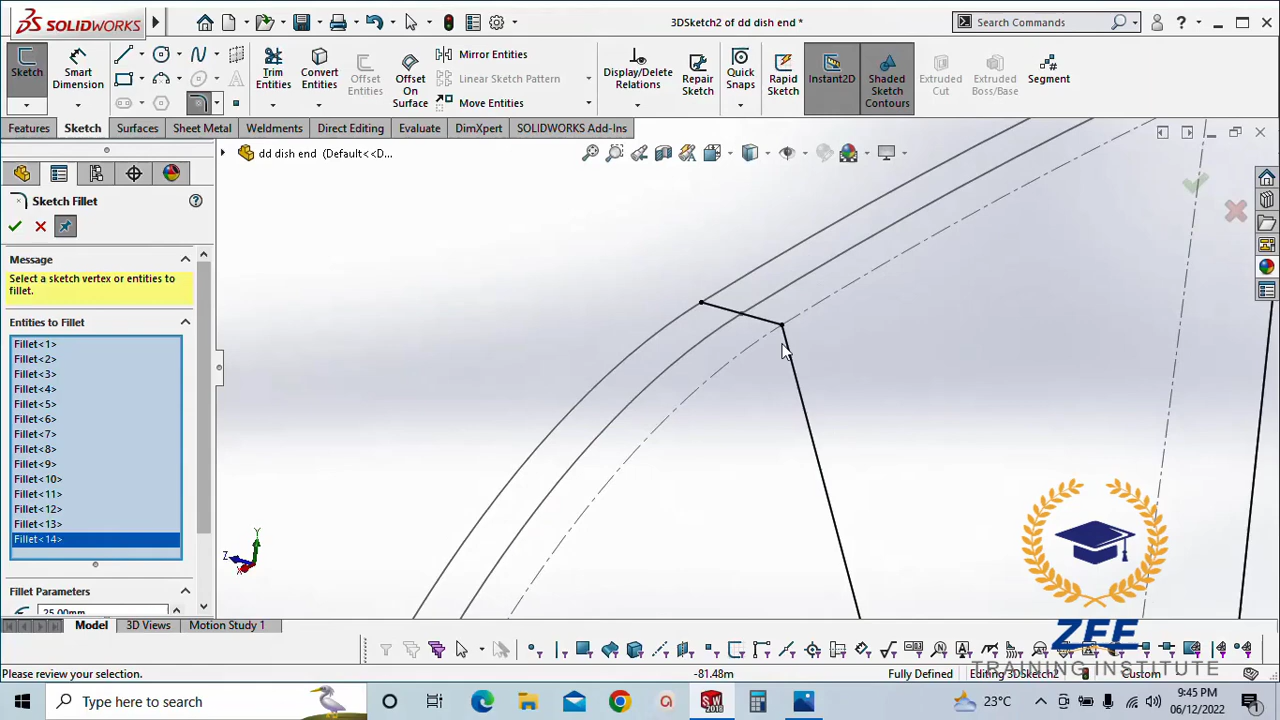 SOLIDWORKS
3DSketch2 of dd dish end *
Search Commands
Sketch
Smart Dimension
Trim Entities
Convert Entities
Offset Entities
Offset On Surface
Mirror Entities
Linear Sketch Pattern
Move Entities
Display/Delete Relations
Repair Sketch
Quick Snaps
Rapid Sketch
Instant2D
Shaded Sketch Contours
Extruded Cut
Extruded Boss/Base
Segment
Features
Sketch
Surfaces
Sheet Metal
Weldments
Direct Editing
Evaluate
DimXpert
SOLIDWORKS Add-Ins
dd dish end (Default<<D...
Sketch Fillet
Message
Select a sketch vertex or entities to
fillet.
Entities to Fillet
Fillet<1>
Fillet<2>
Fillet<3>
Fillet<4>
Fillet<5>
Fillet<6>
Fillet<7>
Fillet<8>
Fillet<9>
Fillet<10>
Fillet<11>
Fillet<12>
Fillet<13>
Fillet<14>
Fillet Parameters
25.00mm
Y
Z
X
ZEE
TRAINING INSTITUTE
Model
3D Views
Motion Study 1
Please review your selection.
-81.48m
Fully Defined
Editing 3DSketch2
Custom
Type here to search
SW
2018
23°C
9:45 PM
06/12/2022
1